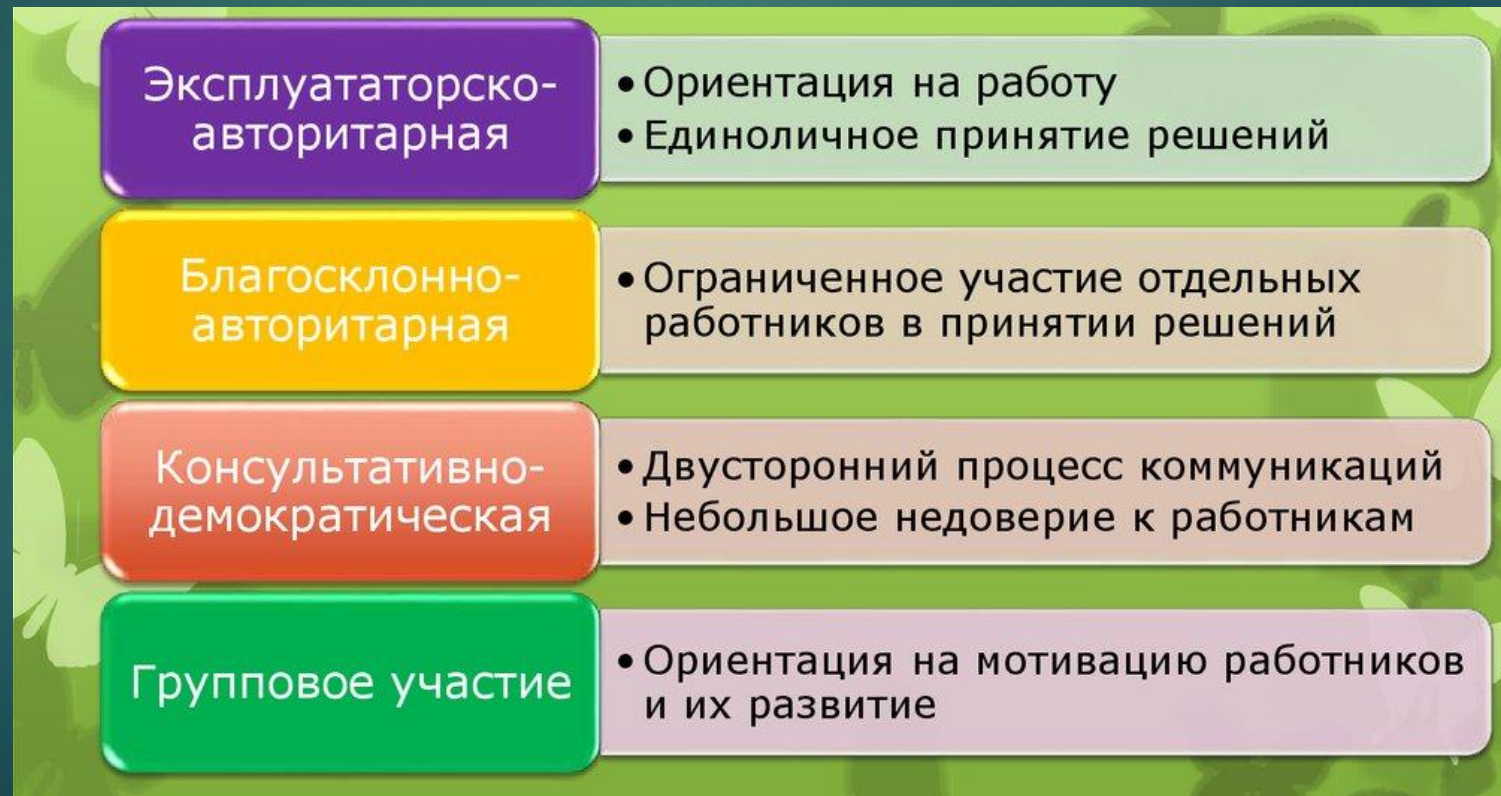 Эксплуататорско-
авторитарная
• Ориентация на работу
• Единоличное принятие решений
Благосклонно-
авторитарная
• Ограниченное участие отдельных
работников в принятии решений
Консультативно-
демократическая
• Двусторонний процесс коммуникаций
• Небольшое недоверие к работникам
Групповое участие
• Ориентация на мотивацию работников
и их развитие